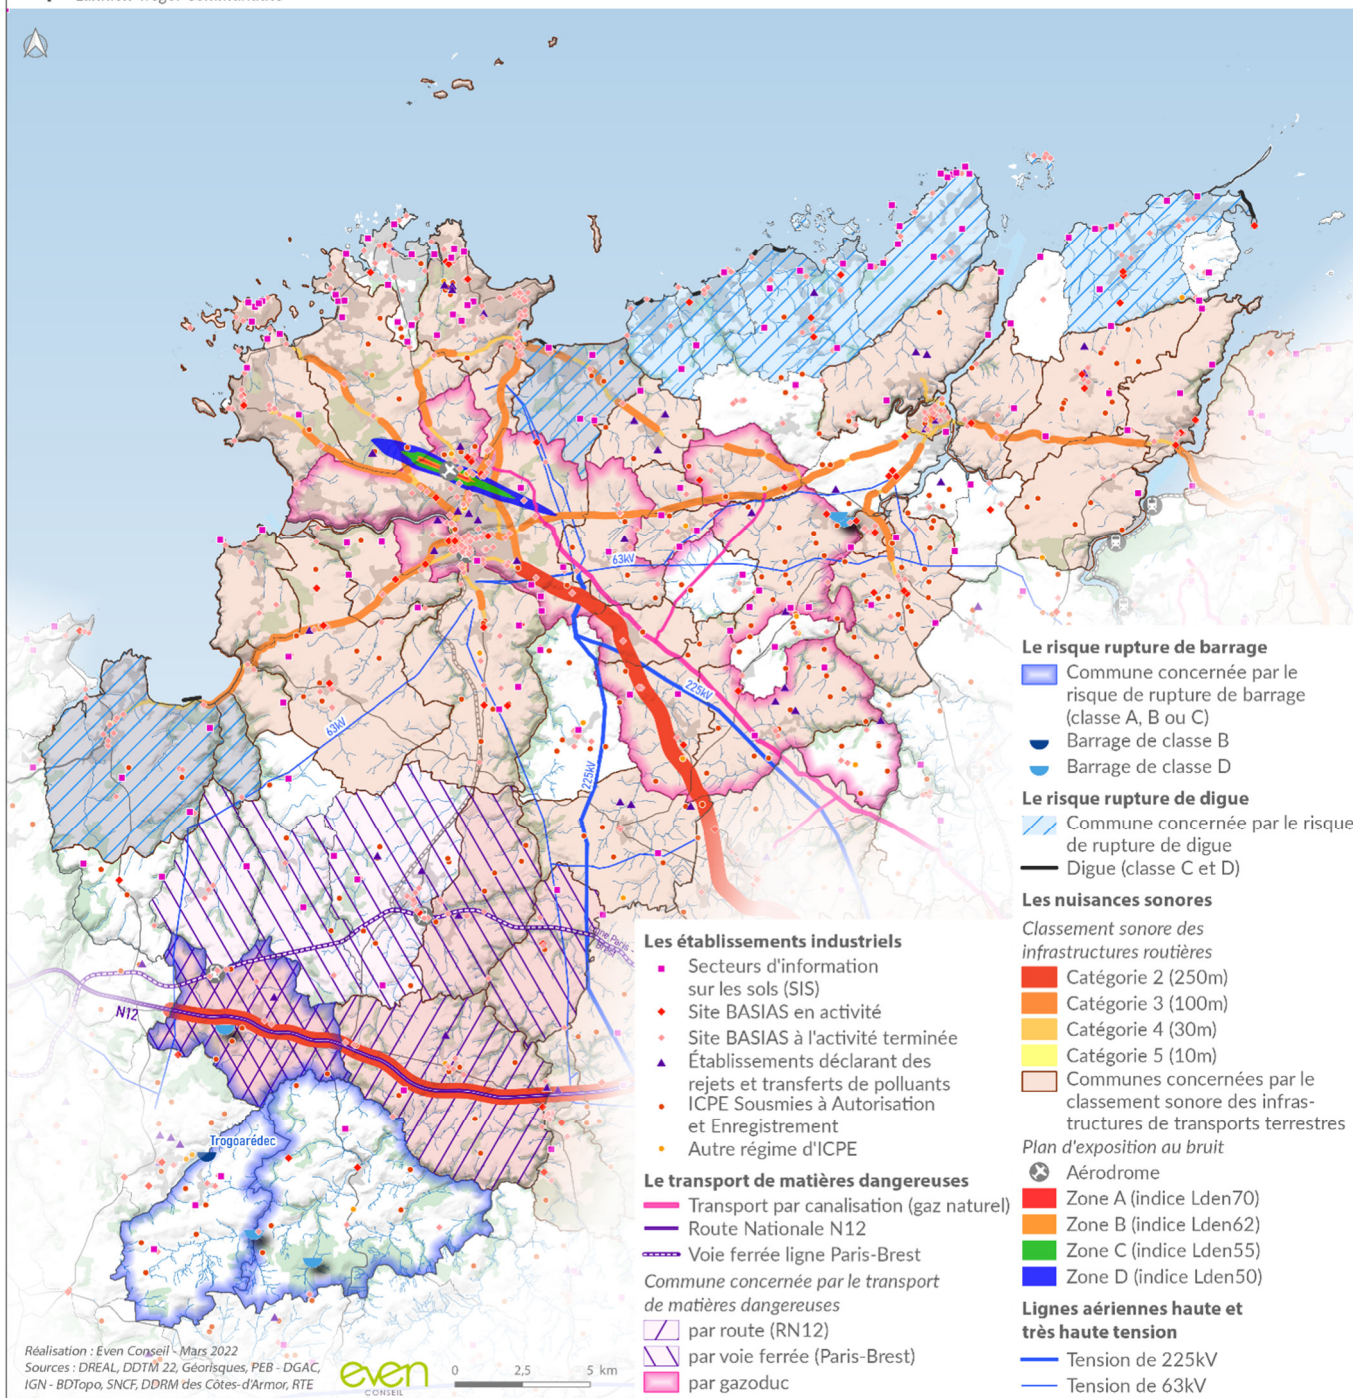 63kV
225kV
63kV
225kV
N12
Trogoarédec
Le risque rupture de barrage
Commune concernée par le
risque de rupture de barrage
(classe A, B ou C)
Barrage de classe B
Barrage de classe D
Le risque rupture de digue
Commune concernée par le risque
de rupture de digue
Digue (classe C et D)
Les nuisances sonores
Classement sonore des
infrastructures routières
Catégorie 2 (250m)
Catégorie 3 (100m)
Catégorie 4 (30m)
Catégorie 5 (10m)
Communes concernées par le
classement sonore des infras-
tructures de transports terrestres
Plan d'exposition au bruit
Aérodrome
Zone A (indice Lden70)
Zone B (indice Lden62)
Zone C (indice Lden55)
Zone D (indice Lden50)
Lignes aériennes haute et
très haute tension
Tension de 225kV
Tension de 63kV
Les établissements industriels
Secteurs d'information
sur les sols (SIS)
Site BASIAS en activité
Site BASIAS à l'activité terminée
Établissements déclarant des
rejets et transferts de polluants
ICPE Sousmies à Autorisation
et Enregistrement
Autre régime d'ICPE
Le transport de matières dangereuses
Transport par canalisation (gaz naturel)
Route Nationale N12
Voie ferrée ligne Paris-Brest
Commune concernée par le transport
de matières dangereuses
par route (RN12)
par voie ferrée (Paris-Brest)
par gazoduc
Réalisation : Even Conseil - Mars 2022
Sources : DREAL, DDTM 22, Géorisques, PEB - DGAC,
IGN - BDTopo, SNCF, DDRM des Côtes-d'Armor, RTE
even
CONSEIL
0 2,5 5 km